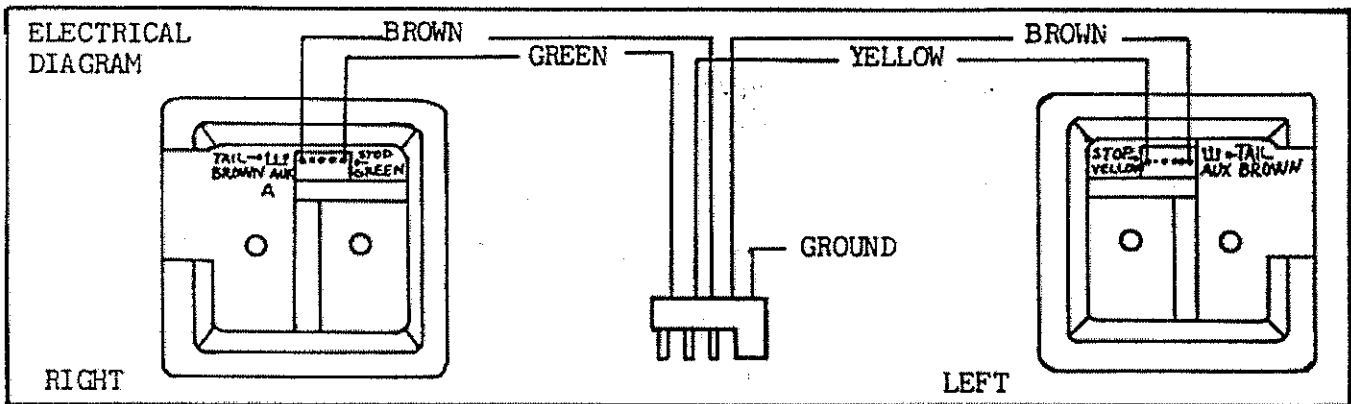 ELECTRICAL
DIAGRAM
BROWN
GREEN
BROWN
YELLOW
TAIL
BROWN AUX
A
STOP
GREEN
STOP
YELLOW
TAIL
AUX BROWN
GROUND
RIGHT
LEFT